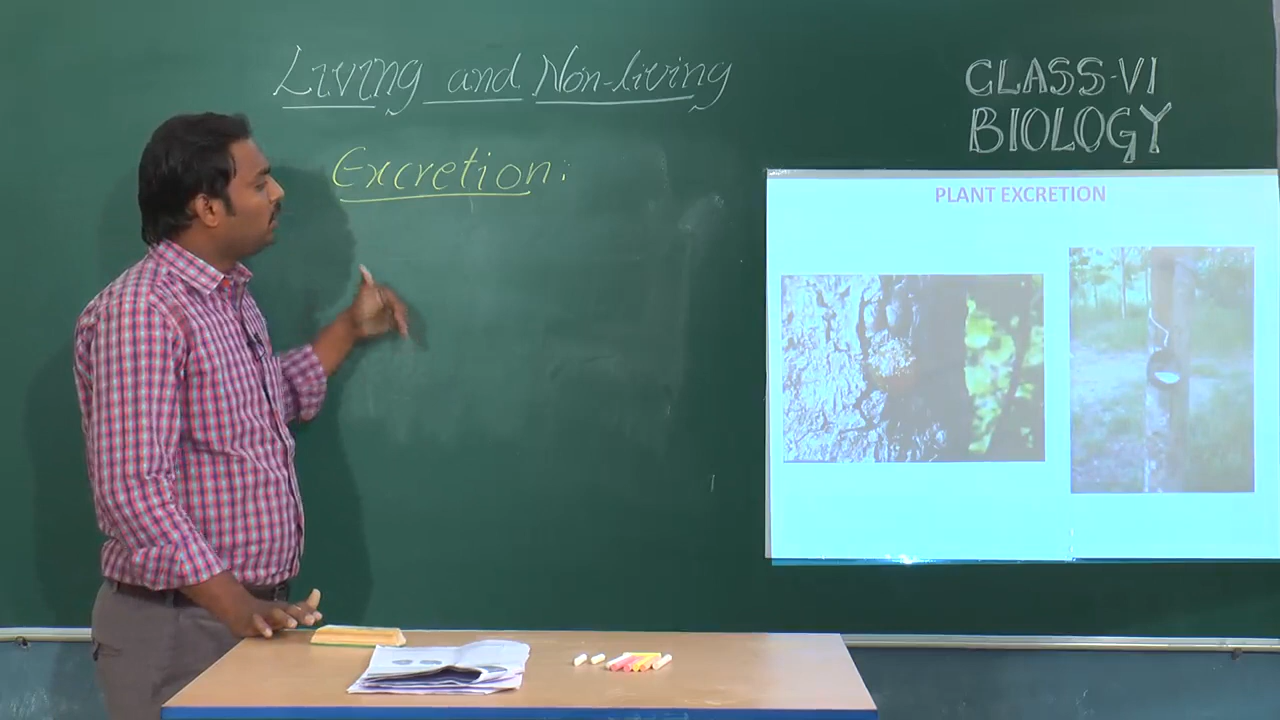 Living and Non-living
Excretion:
CLASS-VI
BIOLOGY
PLANT EXCRETION